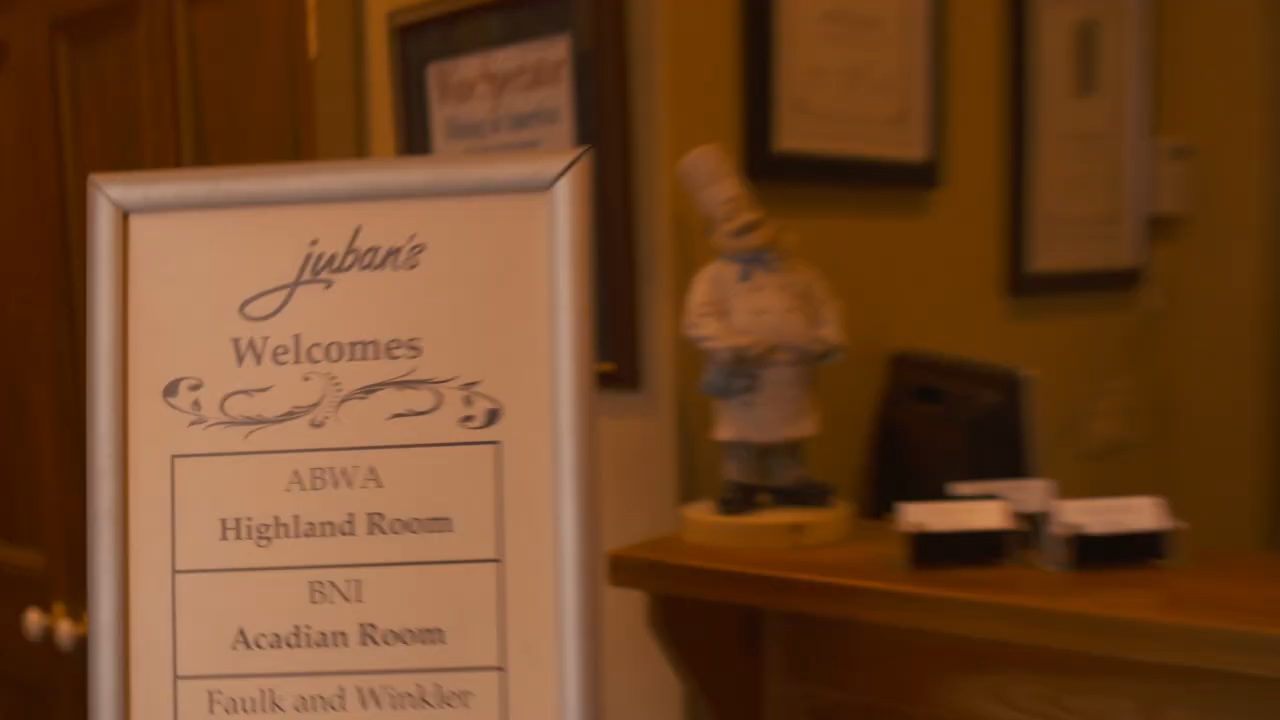 juban's
Welcomes
ABWA
Highland Room
BNI
Acadian Room
Faulk and Winkler